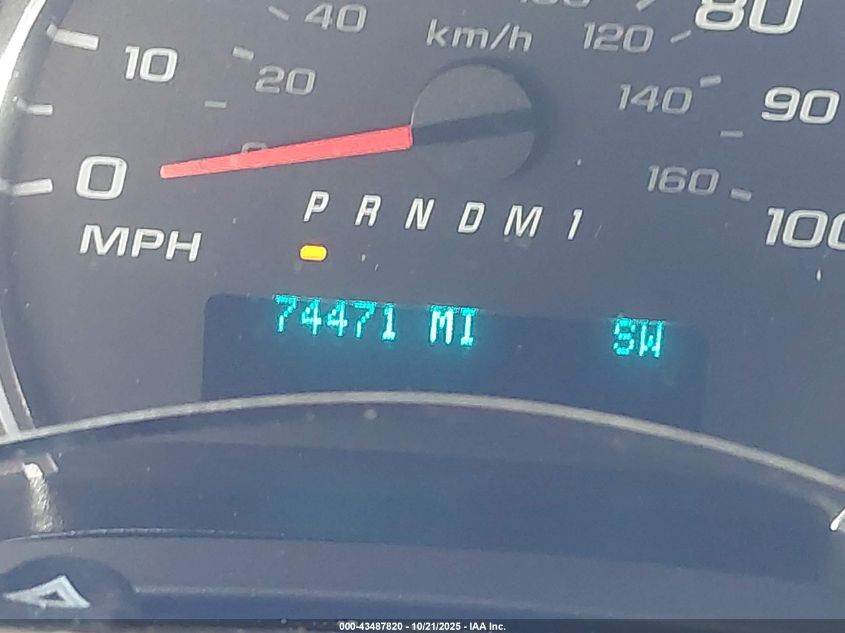 40 km/h 120 80
10 20 140 90
0 0 160 100
MPH P R N D M 1
74471 MI SW
000-43487820 - 10/21/2025 - IAA Inc.